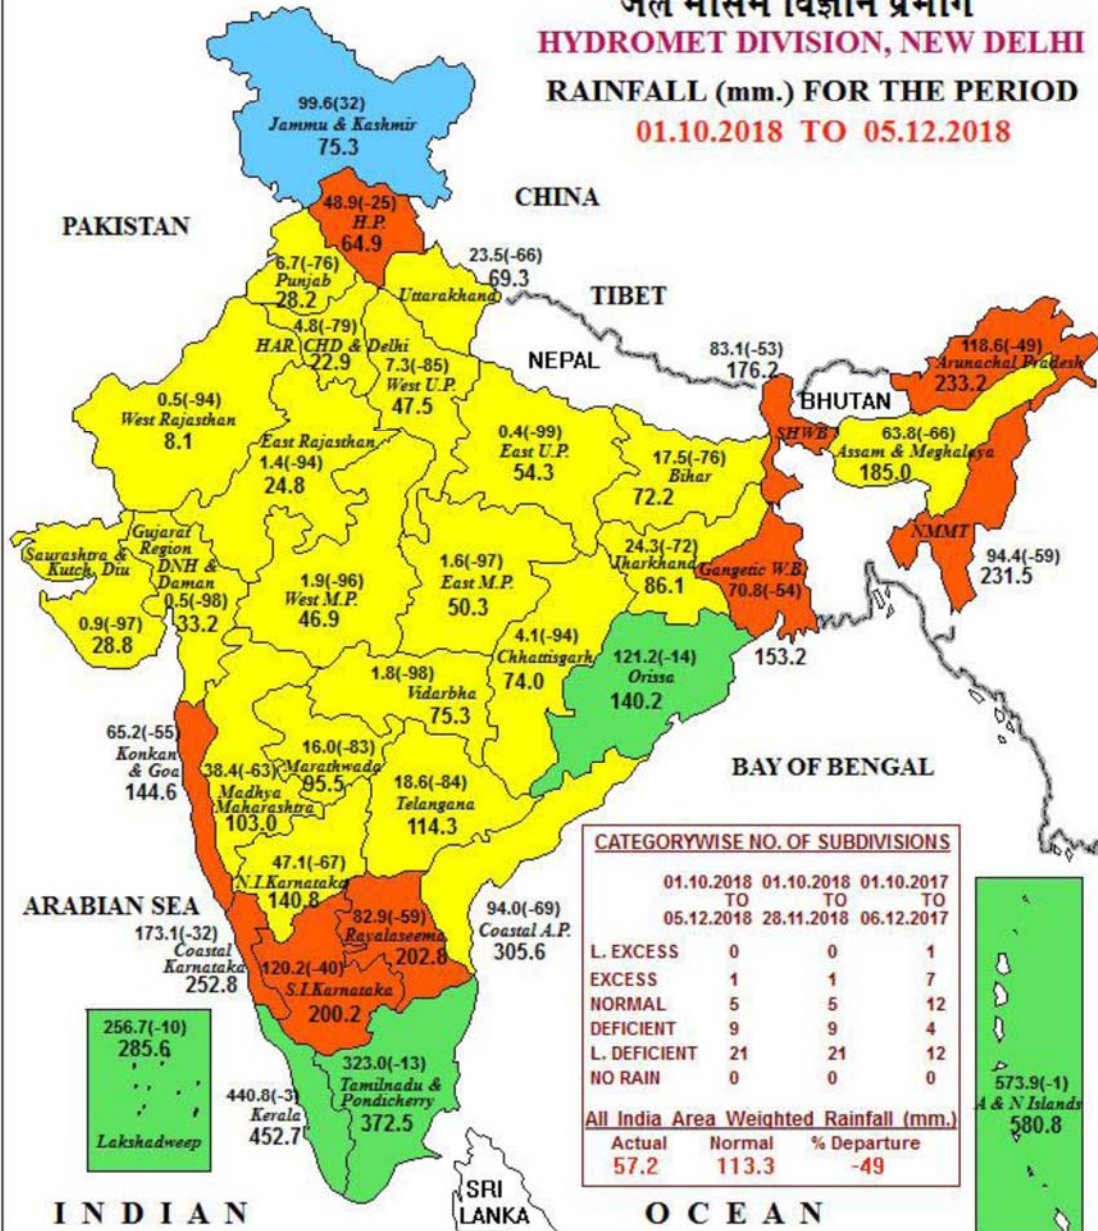 जल मौसम विज्ञान प्रभाग
HYDROMET DIVISION, NEW DELHI
RAINFALL (mm.) FOR THE PERIOD
01.10.2018 TO 05.12.2018
99.6(32)
Jammu & Kashmir
75.3
CHINA
PAKISTAN
48.9(-25)
H.P.
64.9
6.7(-76)
Punjab
28.2
23.5(-66)
69.3
Uttarakhand
TIBET
4.8(-79)
HAR. CHD & Delhi
22.9
7.3(-85)
West U.P.
47.5
NEPAL
83.1(-53)
176.2
SHWB
BHUTAN
118.6(-49)
Arunachal Pradesh
233.2
0.5(-94)
West Rajasthan
8.1
East Rajasthan
1.4(-94)
24.8
0.4(-99)
East U.P.
54.3
17.5(-76)
Bihar
72.2
63.8(-66)
Assam & Meghalaya
185.0
NMMT
94.4(-59)
231.5
Saurashtra &
Kutch, Diu
0.9(-97)
28.8
Gujarat
Region
DNH &
Daman
0.5(-98)
33.2
1.9(-96)
West M.P.
46.9
1.6(-97)
East M.P.
50.3
24.3(-72)
Jharkhand
86.1
Gangetic W.B.
70.8(-54)
153.2
4.1(-94)
Chhattisgarh
74.0
121.2(-14)
Orissa
140.2
1.8(-98)
Vidarbha
75.3
65.2(-55)
Konkan
& Goa
144.6
38.4(-63)
Madhya
Maharashtra
103.0
16.0(-83)
Marathwada
95.5
18.6(-84)
Telangana
114.3
BAY OF BENGAL
47.1(-67)
N.I.Karnataka
140.8
ARABIAN SEA
173.1(-32)
Coastal
Karnataka
252.8
82.9(-59)
Rayalaseema
202.8
94.0(-69)
Coastal A.P.
305.6
120.2(-40)
S.I.Karnataka
200.2
256.7(-10)
285.6
Lakshadweep
440.8(-3)
Kerala
452.7
323.0(-13)
Tamilnadu &
Pondicherry
372.5
CATEGORYWISE NO. OF SUBDIVISIONS
01.10.2018 01.10.2018 01.10.2017
TO TO TO
05.12.2018 28.11.2018 06.12.2017
L. EXCESS 0 0 1
EXCESS 1 1 7
NORMAL 5 5 12
DEFICIENT 9 9 4
L. DEFICIENT 21 21 12
NO RAIN 0 0 0
All India Area Weighted Rainfall (mm.)
Actual Normal % Departure
57.2 113.3 -49
573.9(-1)
A & N Islands
580.8
SRI
LANKA
INDIAN OCEAN